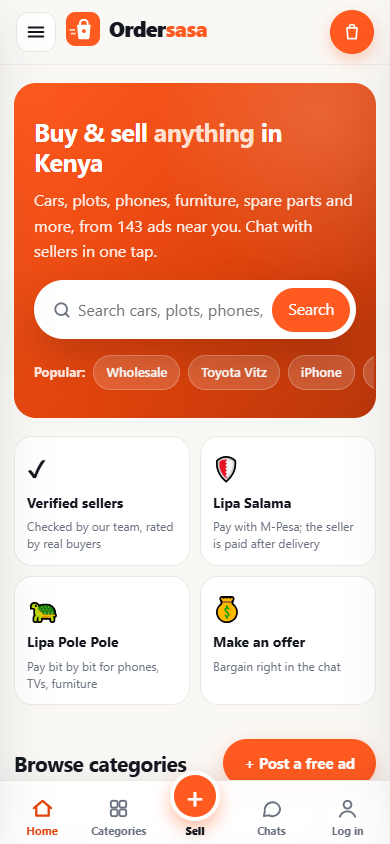 Ordersasa
Buy & sell anything in
Kenya
Cars, plots, phones, furniture, spare parts and
more, from 143 ads near you. Chat with
sellers in one tap.
Search cars, plots, phones,
Search
Popular:
Wholesale
Toyota Vitz
iPhone
Verified sellers
Checked by our team, rated
by real buyers
Lipa Salama
Pay with M-Pesa; the seller
is paid after delivery
Lipa Pole Pole
Pay bit by bit for phones,
TVs, furniture
Make an offer
Bargain right in the chat
Browse categories
+ Post a free ad
Home
Categories
+
Sell
Chats
Log in